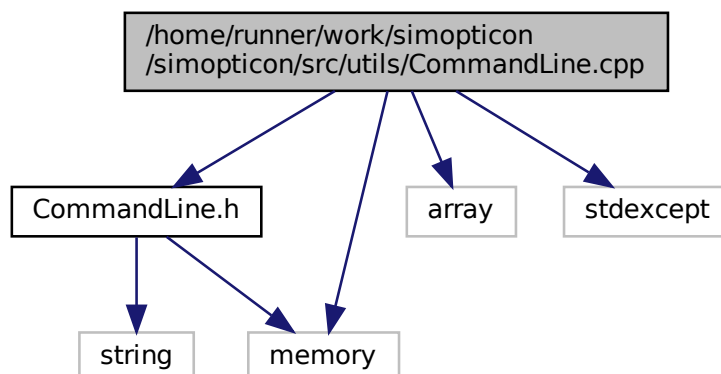 /home/runner/work/simopticon
/simopticon/src/utils/CommandLine.cpp
CommandLine.h
array
stdexcept
string
memory